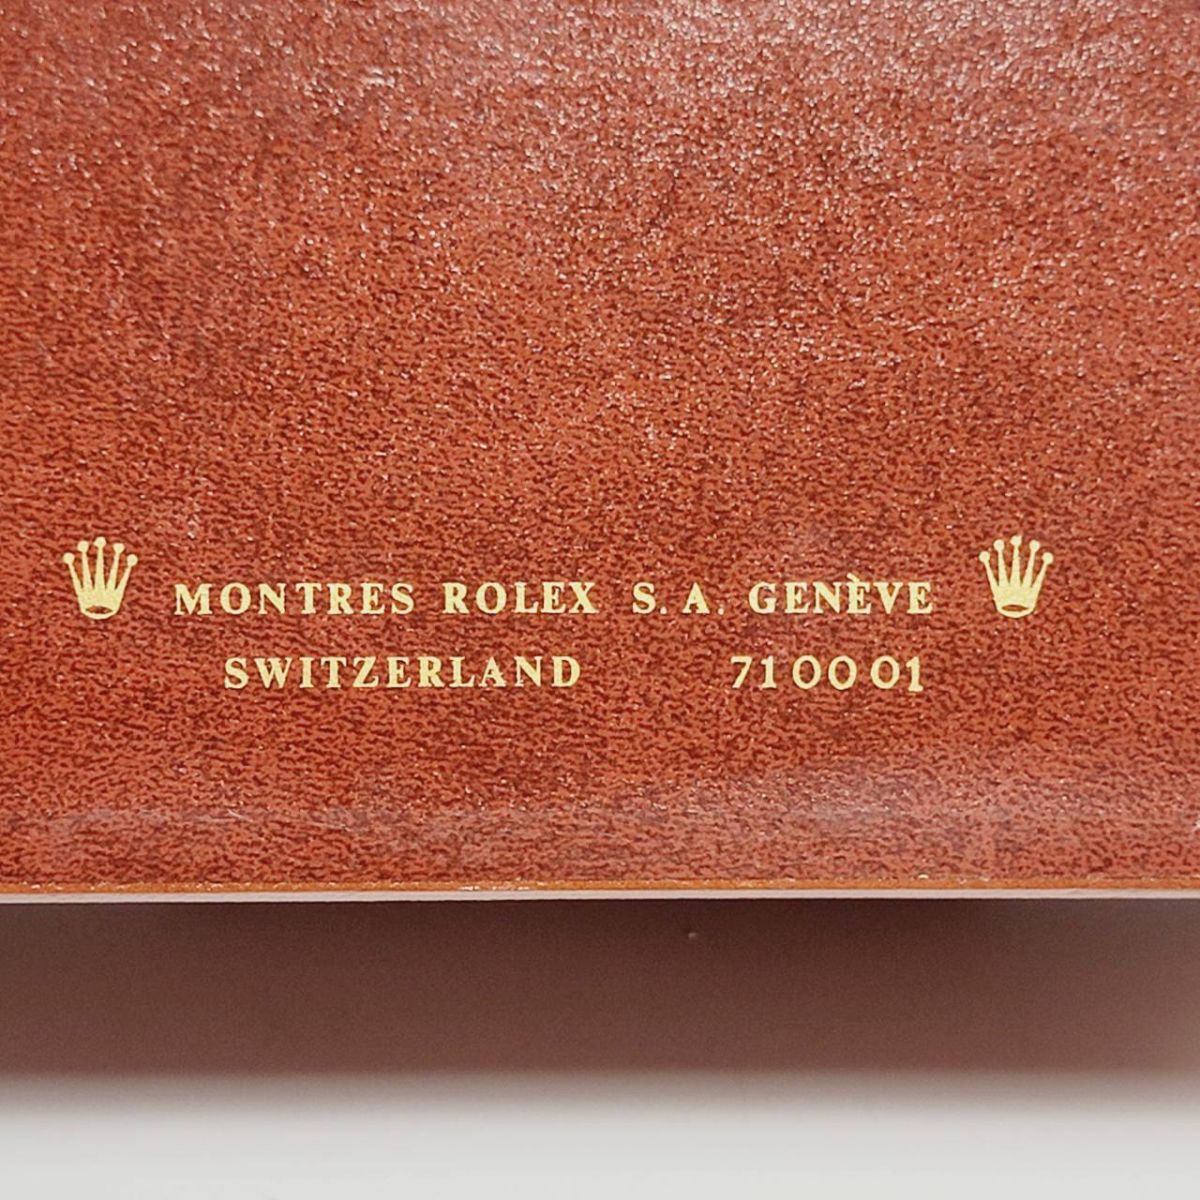 MONTRES ROLEX S.A. GENÈVE
SWITZERLAND 710001